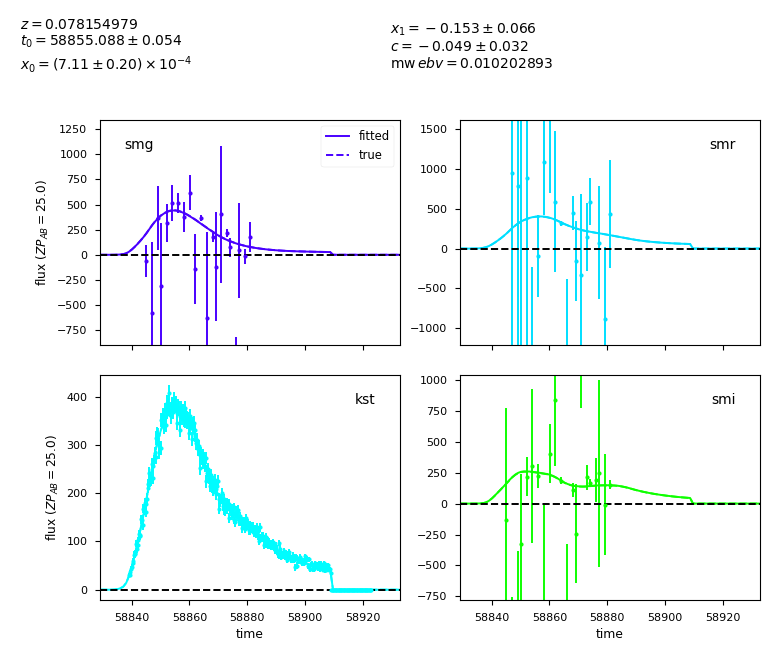 z = 0.078154979
t₀ = 58855.088 ± 0.054
x₀ = (7.11 ± 0.20) × 10⁻⁴
x₁ = −0.153 ± 0.066
c = −0.049 ± 0.032
mw ebv = 0.010202893
smg
fitted
true
1250
1000
750
500
250
0
−250
−500
−750
flux (ZP_AB = 25.0)
smr
1500
1000
500
0
−500
−1000
kst
400
300
200
100
0
flux (ZP_AB = 25.0)
58840 58860 58880 58900 58920
time
smi
1000
750
500
250
0
−250
−500
−750
58840 58860 58880 58900 58920
time